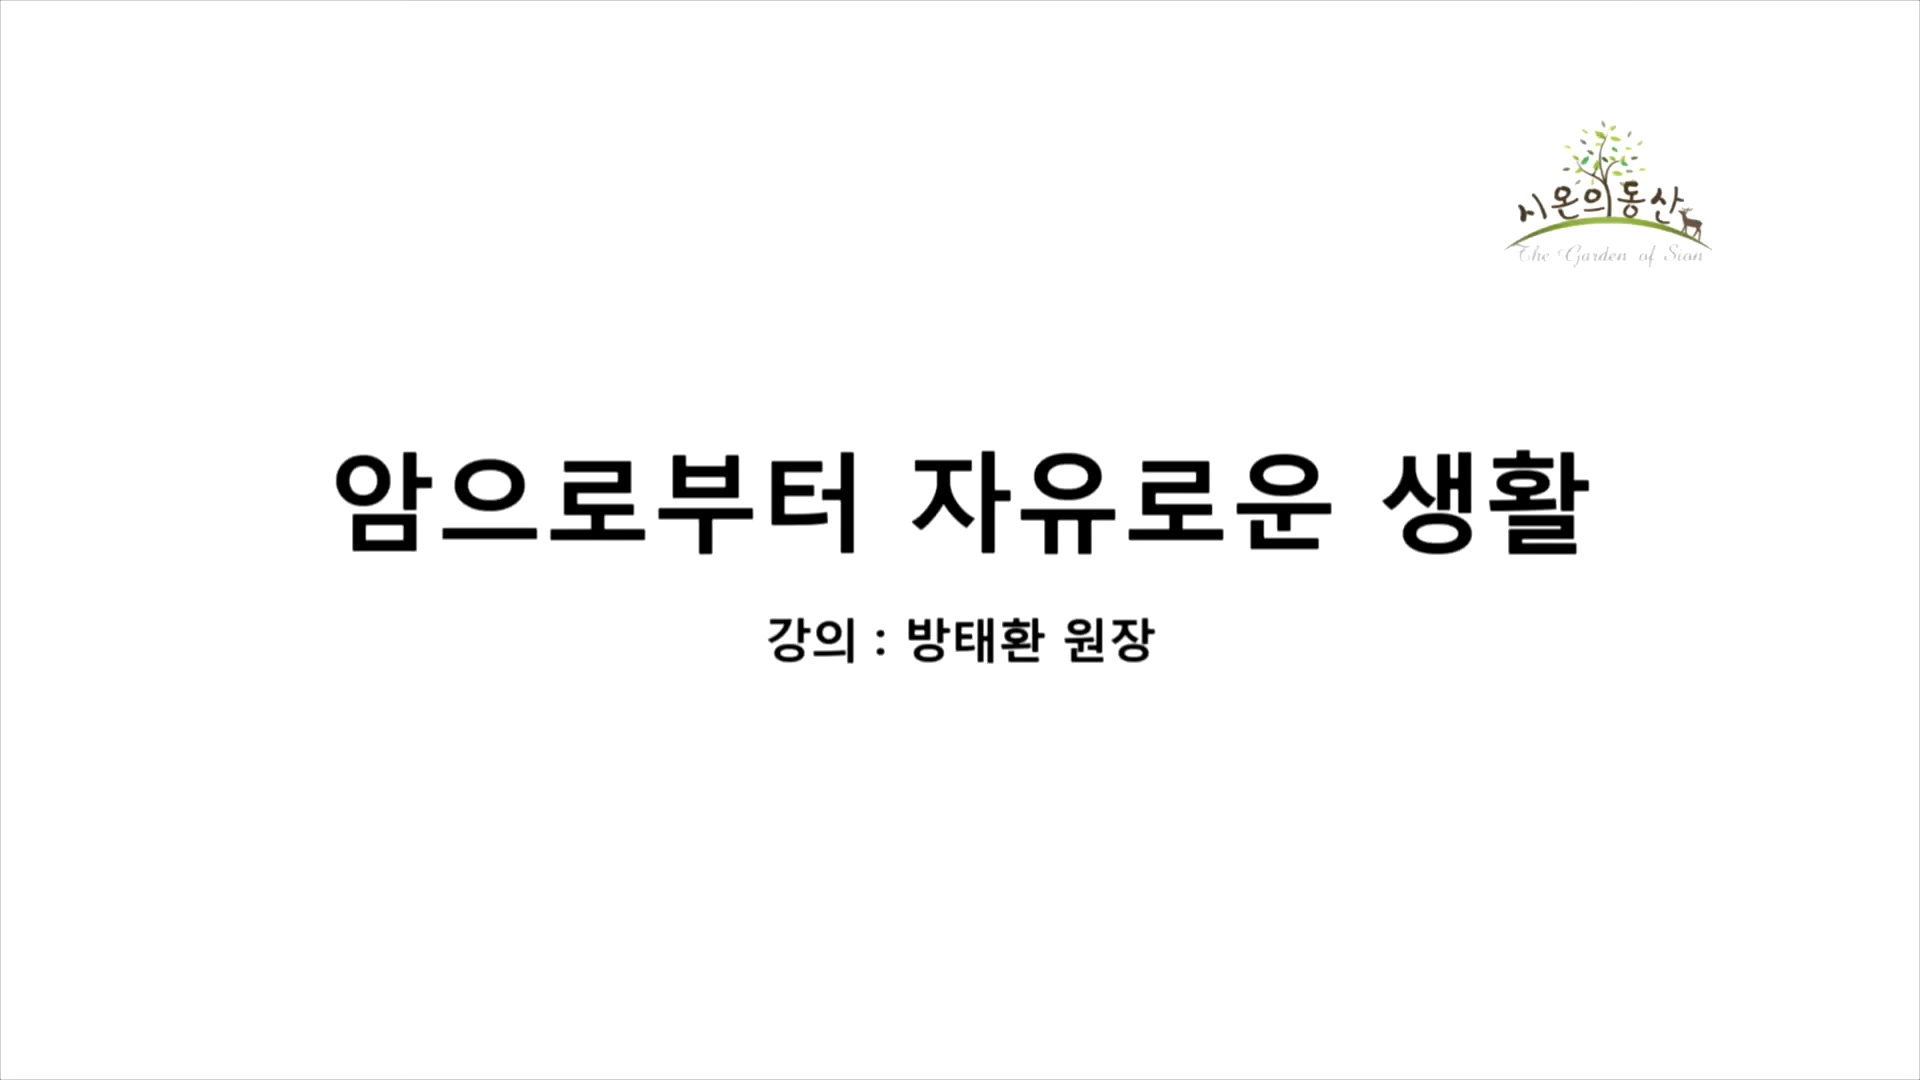 시온의동산
The Garden of Sion
암으로부터 자유로운 생활
강의 : 방태환 원장